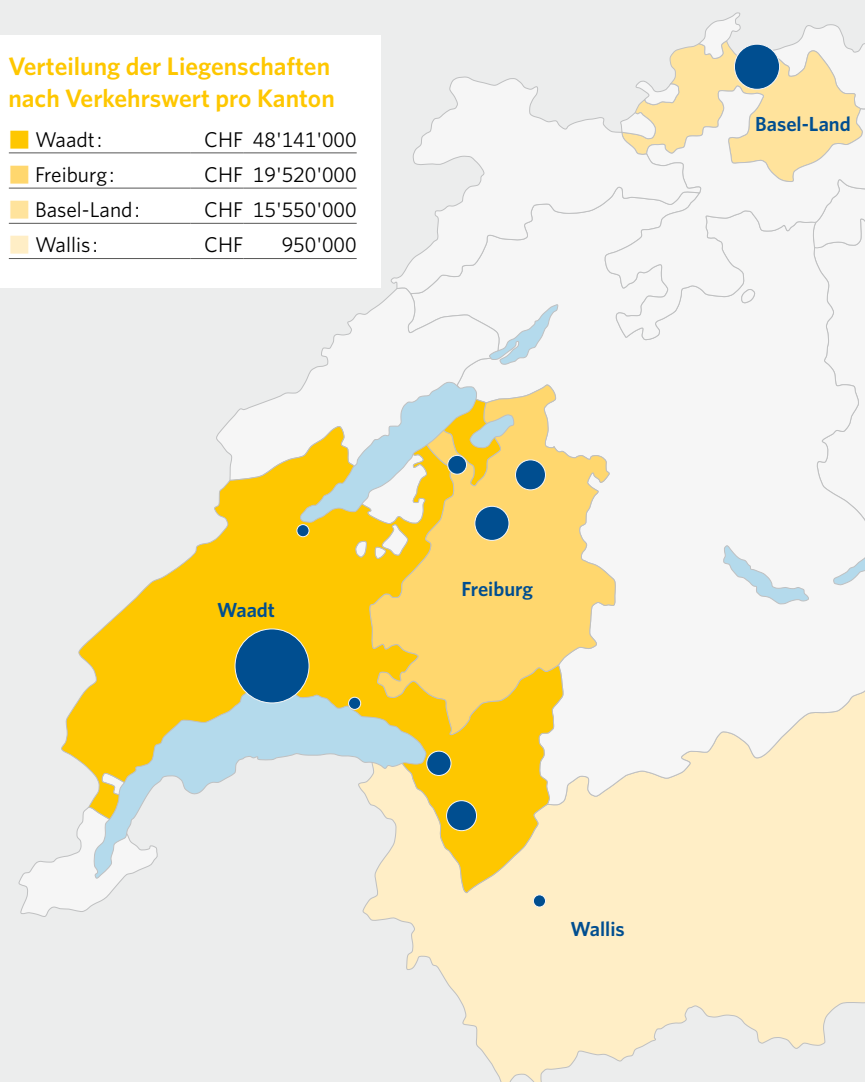 Verteilung der Liegenschaften
nach Verkehrswert pro Kanton
Waadt: CHF 48'141'000
Freiburg: CHF 19'520'000
Basel-Land: CHF 15'550'000
Wallis: CHF 950'000
Basel-Land
Freiburg
Waadt
Wallis